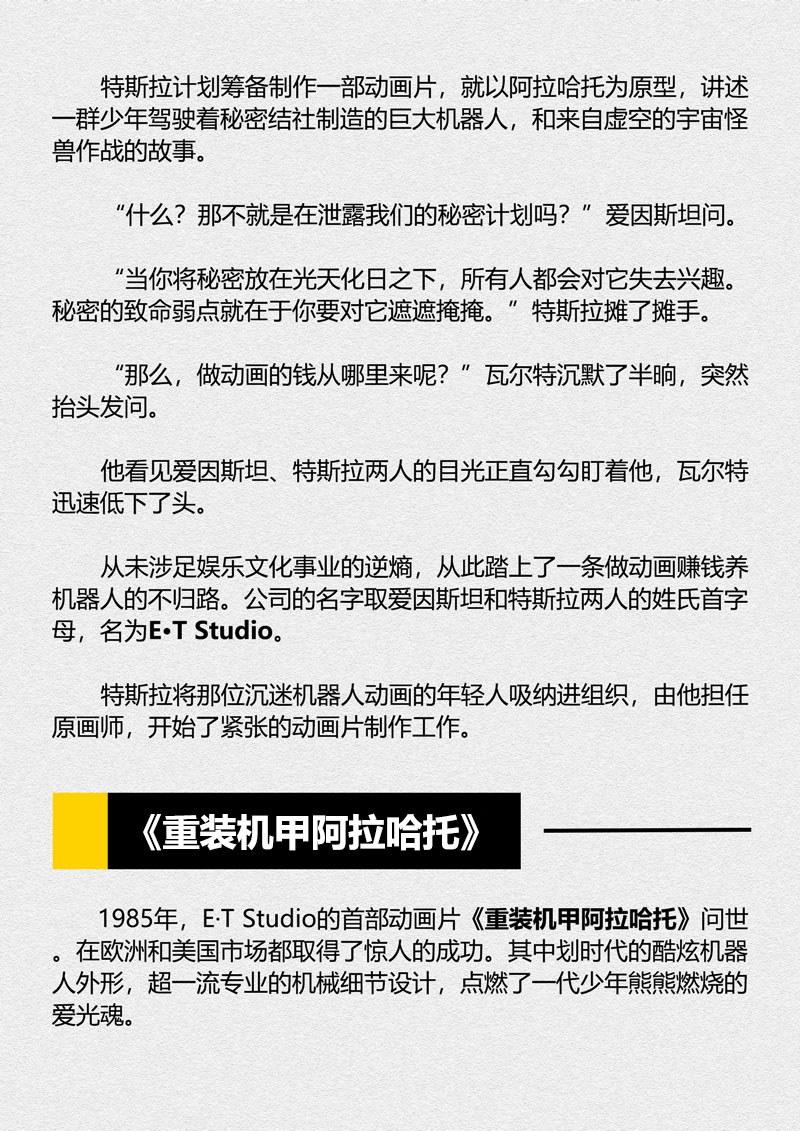 特斯拉计划筹备制作一部动画片，就以阿拉哈托为原型，讲述
一群少年驾驶着秘密结社制造的巨大机器人，和来自虚空的宇宙怪
兽作战的故事。
“什么？那不就是在泄露我们的秘密计划吗？”爱因斯坦问。
“当你将秘密放在光天化日之下，所有人都会对它失去兴趣。
秘密的致命弱点就在于你要对它遮遮掩掩。”特斯拉摊了摊手。
“那么，做动画的钱从哪里来呢？”瓦尔特沉默了半晌，突然
抬头发问。
他看见爱因斯坦、特斯拉两人的目光正直勾勾盯着他，瓦尔特
迅速低下了头。
从未涉足娱乐文化事业的逆熵，从此踏上了一条做动画赚钱养
机器人的不归路。公司的名字取爱因斯坦和特斯拉两人的姓氏首字
母，名为E•T Studio。
特斯拉将那位沉迷机器人动画的年轻人吸纳进组织，由他担任
原画师，开始了紧张的动画片制作工作。
《重装机甲阿拉哈托》
1985年，E·T Studio的首部动画片《重装机甲阿拉哈托》问世
。在欧洲和美国市场都取得了惊人的成功。其中划时代的酷炫机器
人外形，超一流专业的机械细节设计，点燃了一代少年熊熊燃烧的
爱光魂。